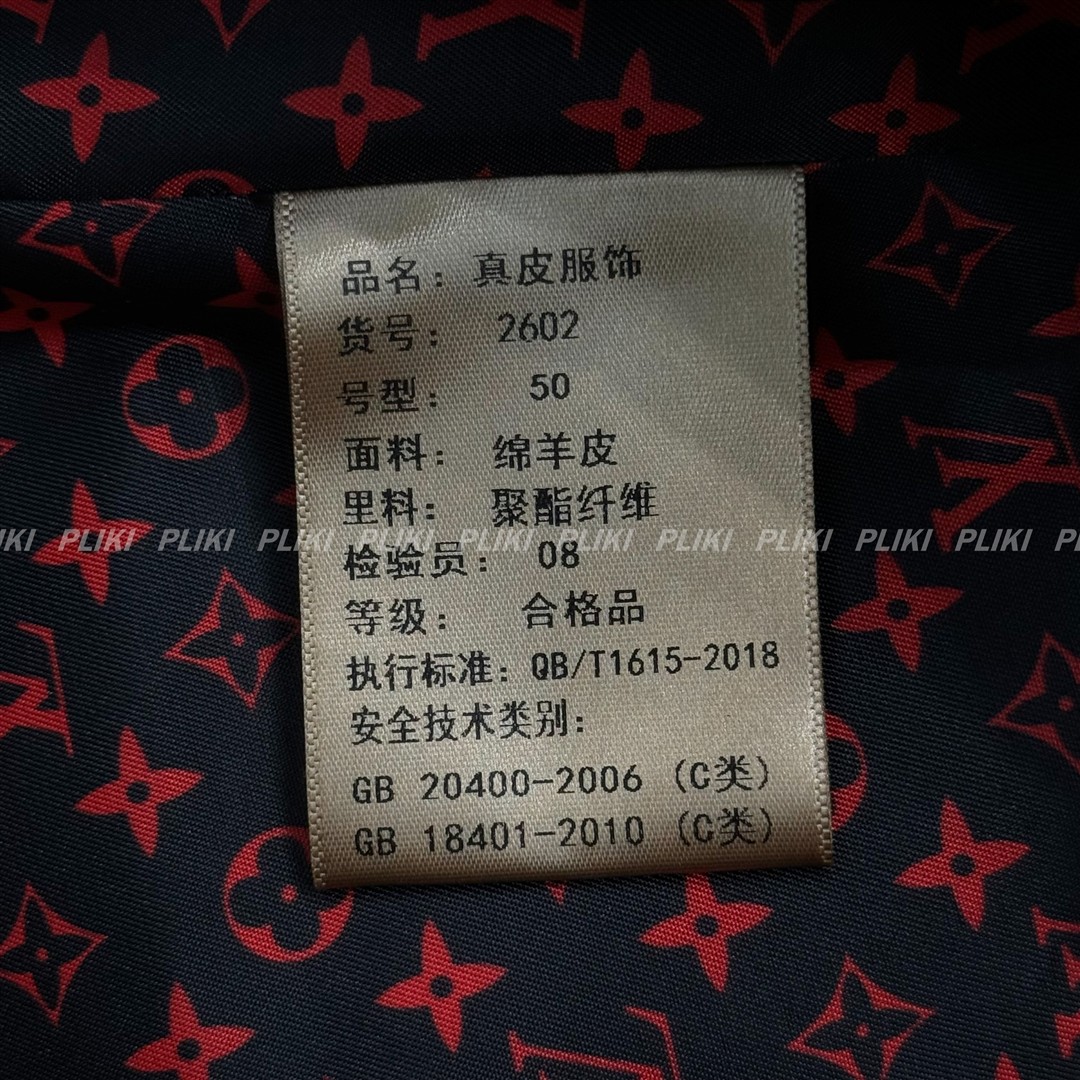 品名: 真皮服饰
货号: 2602
号型: 50
面料: 绵羊皮
里料: 聚酯纤维
PLIKI PLIKI PLIKI PLIKI PLIKI PLIKI PLIKI PLIKI PLIKI PLIKI PLIKI
检验员: 08
等级: 合格品
执行标准: QB/T1615-2018
安全技术类别:
GB 20400-2006 (C类)
GB 18401-2010 (C类)